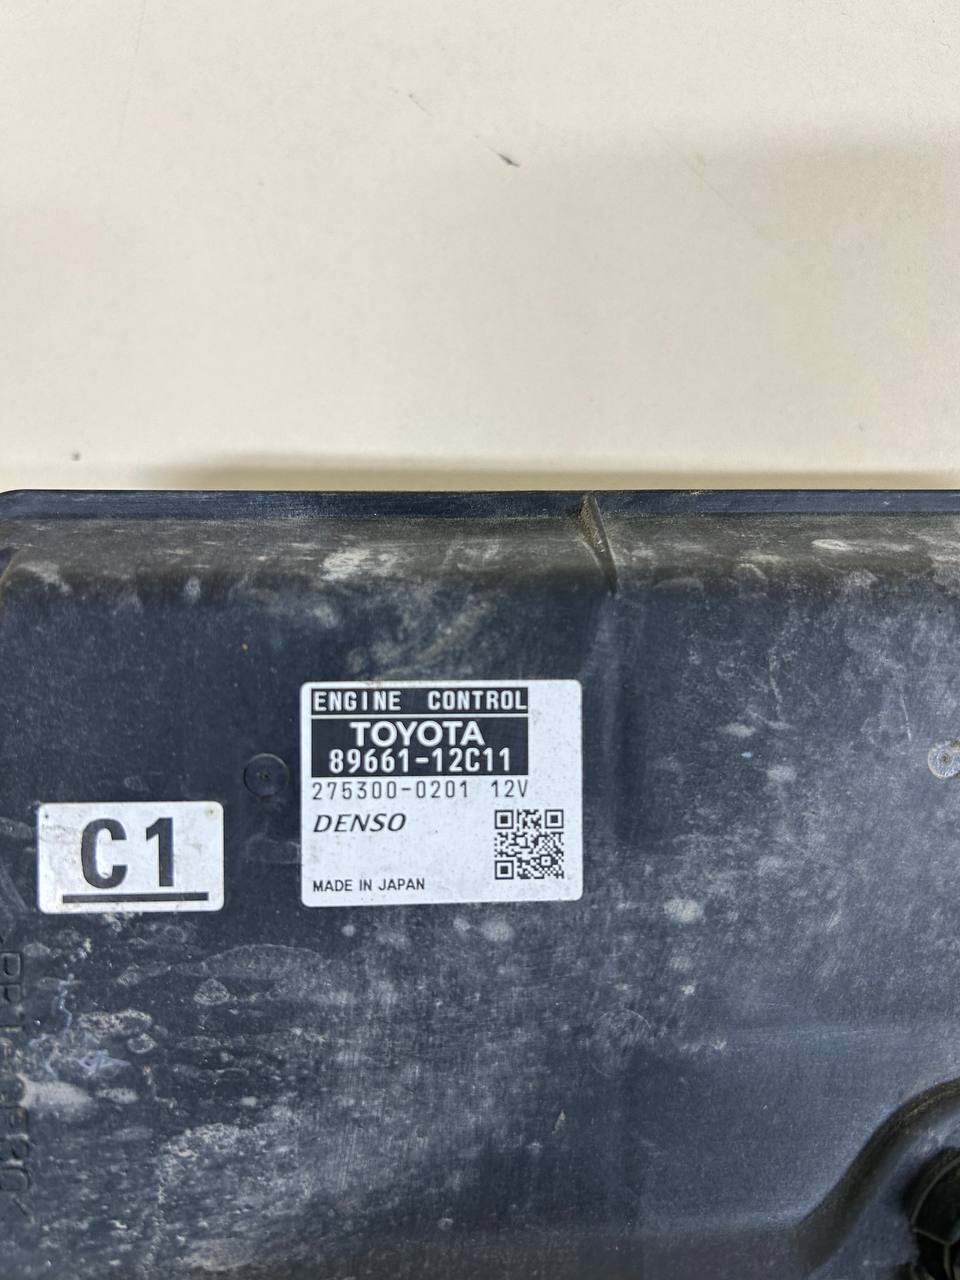 ENGINE CONTROL
TOYOTA
89661-12C11
275300-0201 12V
DENSO
MADE IN JAPAN
C1